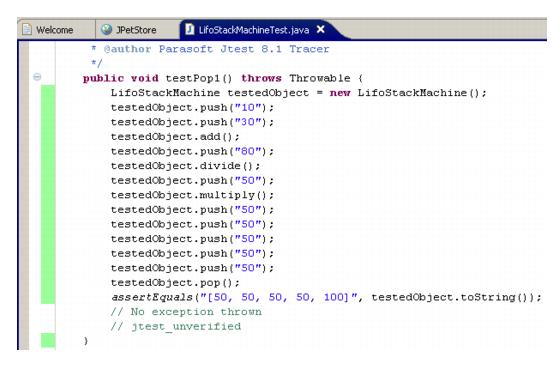 Welcome JPetStore LifoStackMachineTest.java
* @author Parasoft Jtest 8.1 Tracer
*/
public void testPop1() throws Throwable {
LifoStackMachine testedObject = new LifoStackMachine();
testedObject.push("10");
testedObject.push("30");
testedObject.add();
testedObject.push("80");
testedObject.divide();
testedObject.push("50");
testedObject.multiply();
testedObject.push("50");
testedObject.push("50");
testedObject.push("50");
testedObject.push("50");
testedObject.push("50");
testedObject.pop();
assertEquals("[50, 50, 50, 50, 100]", testedObject.toString());
// No exception thrown
// jtest_unverified
}